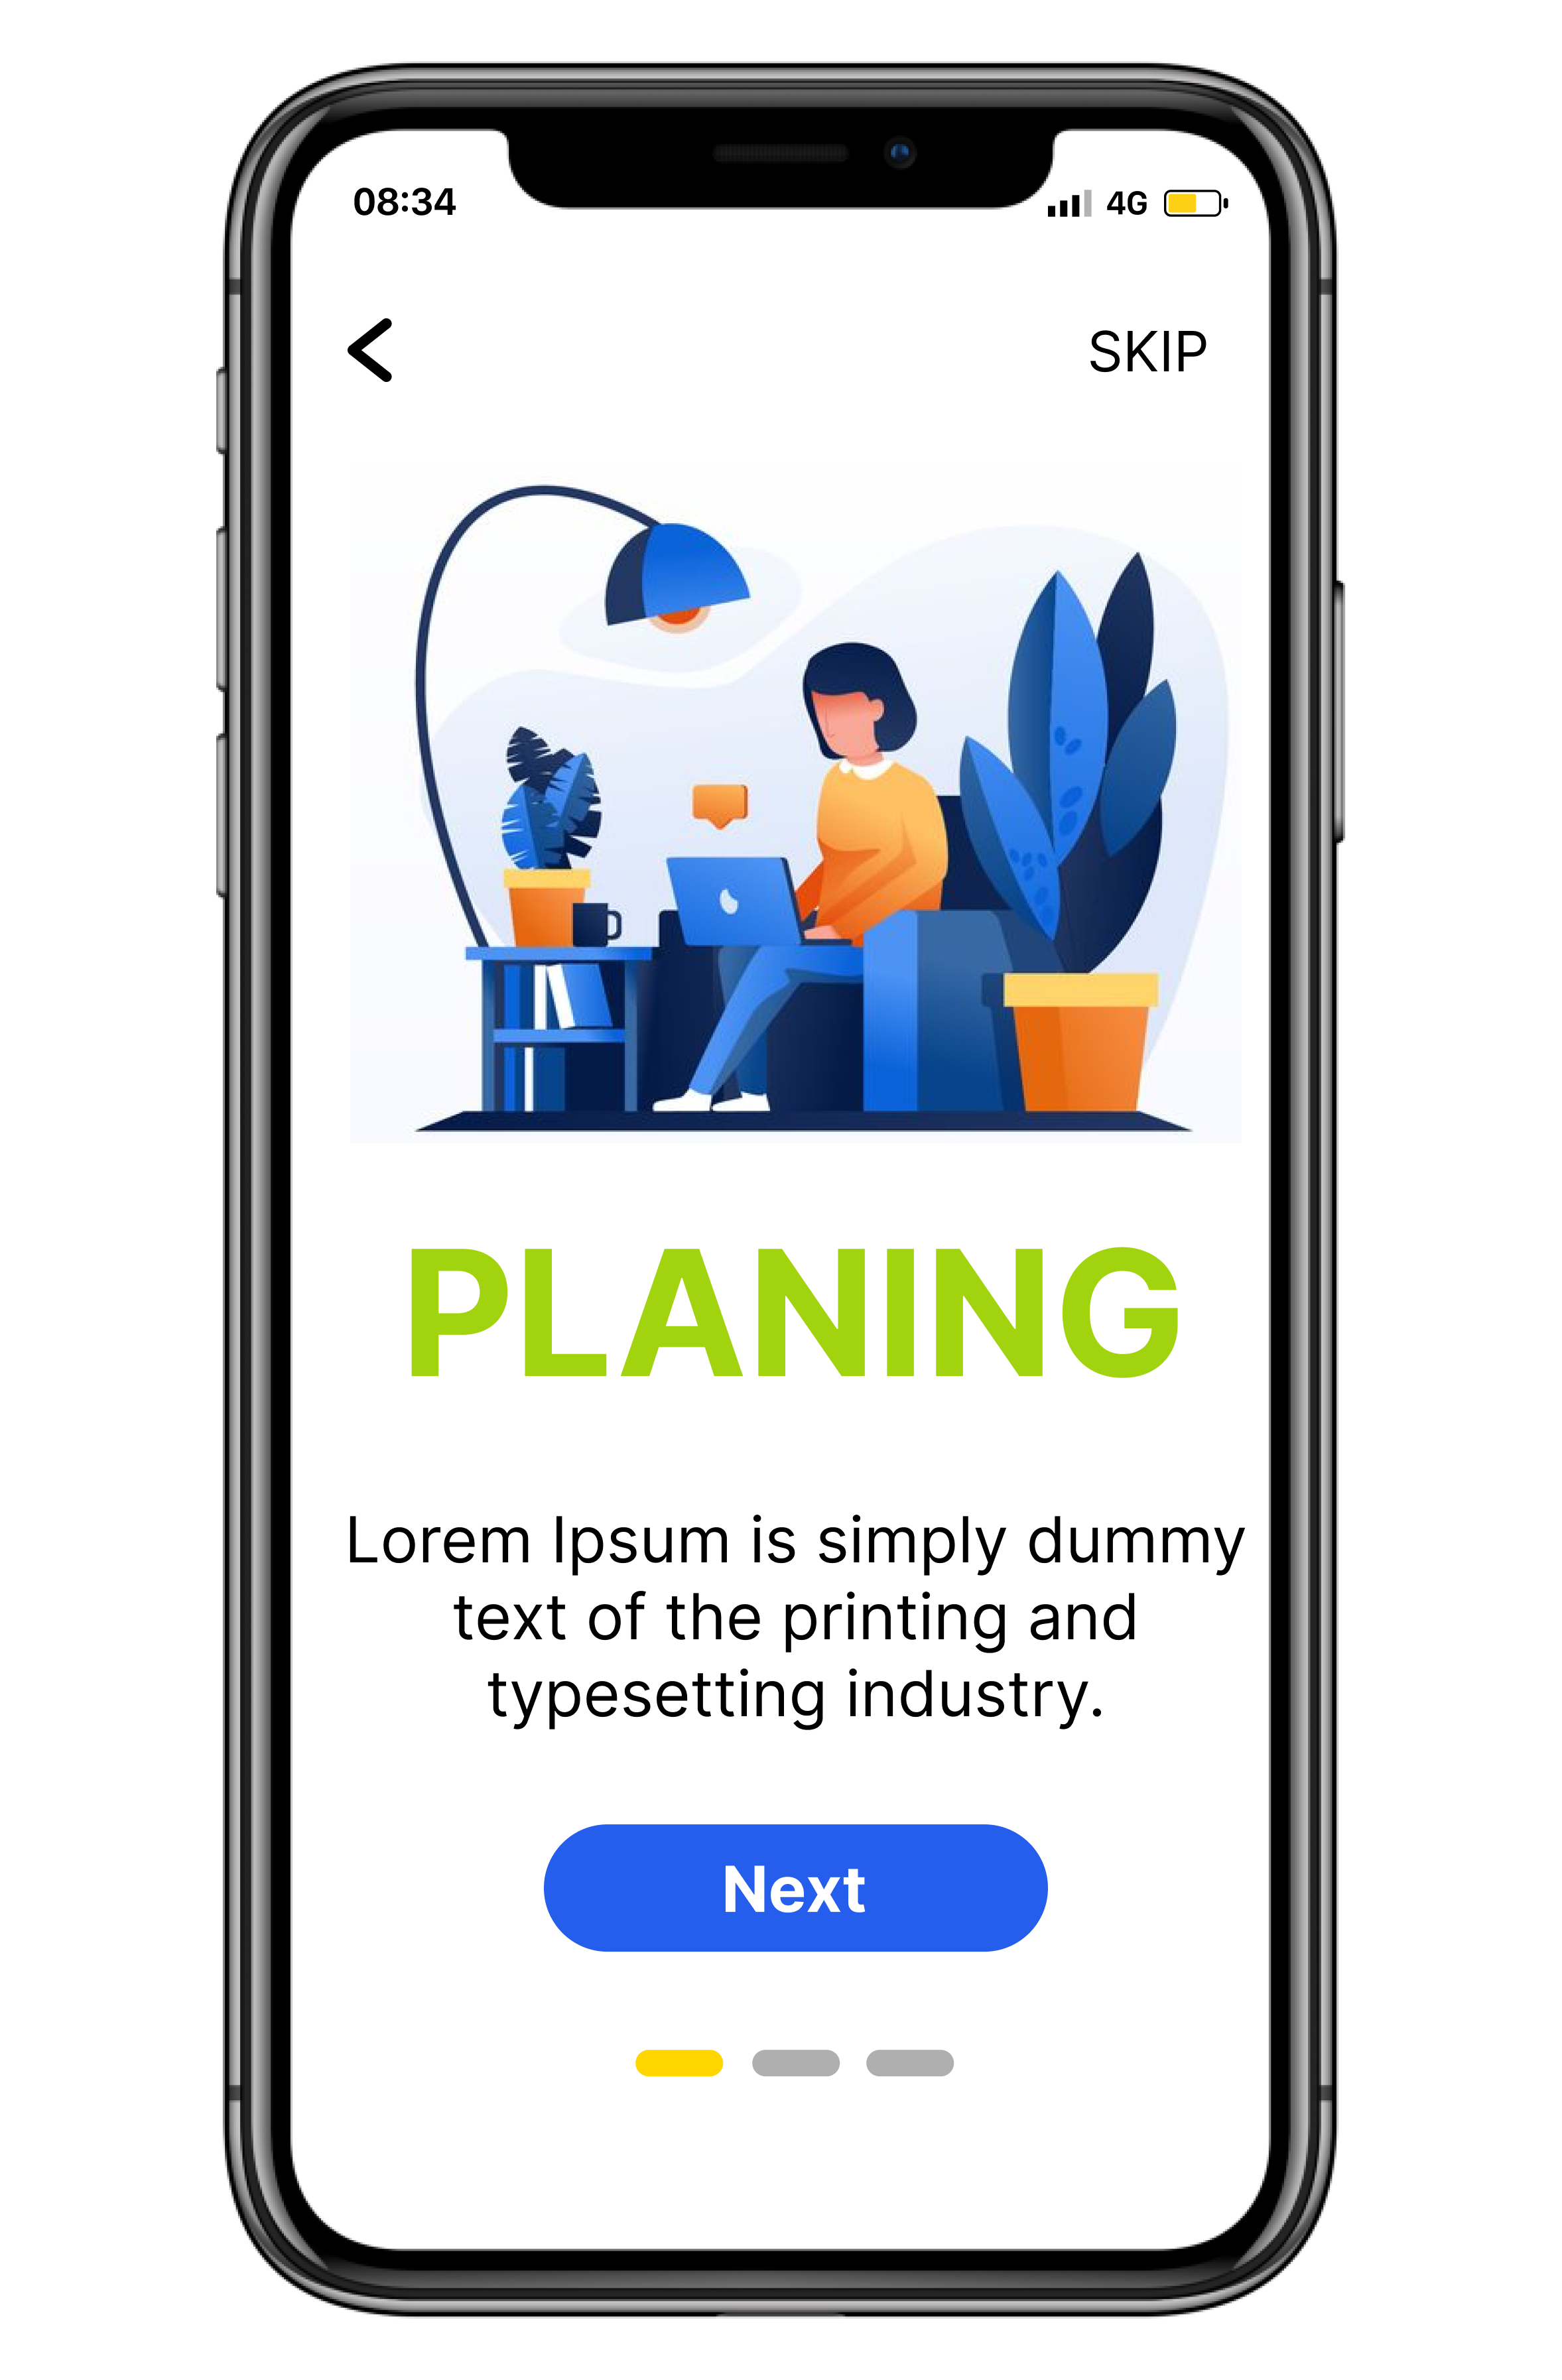 08:34
4G
SKIP
PLANING
Lorem Ipsum is simply dummy
text of the printing and
typesetting industry.
Next